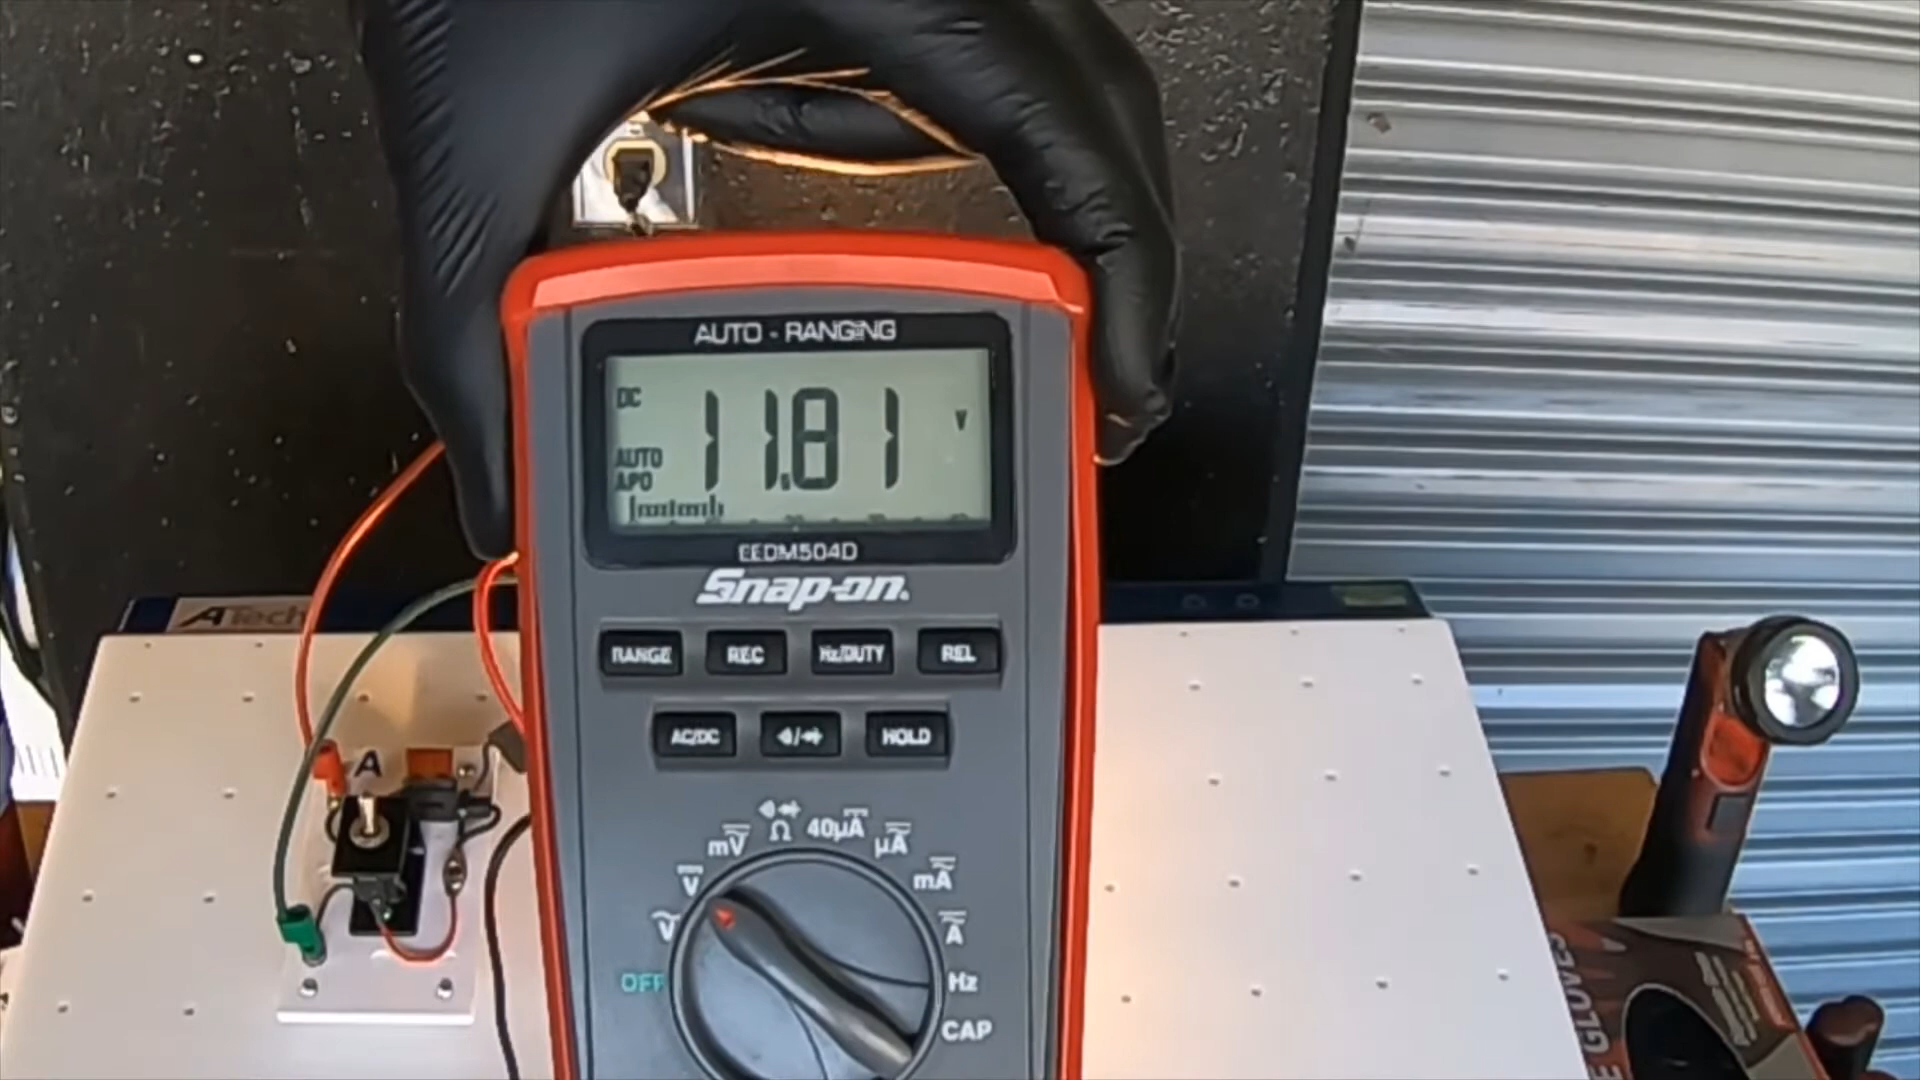 AUTO - RANGING
DC
11.81 V
AUTO
APO
EEDM504D
Snap-on
ATech
RANGE REC Hz/DUTY REL
AC/DC HOLD
A
Ω 40μA
mV μA
V mA
V A
OFF Hz
CAP
GLOVES